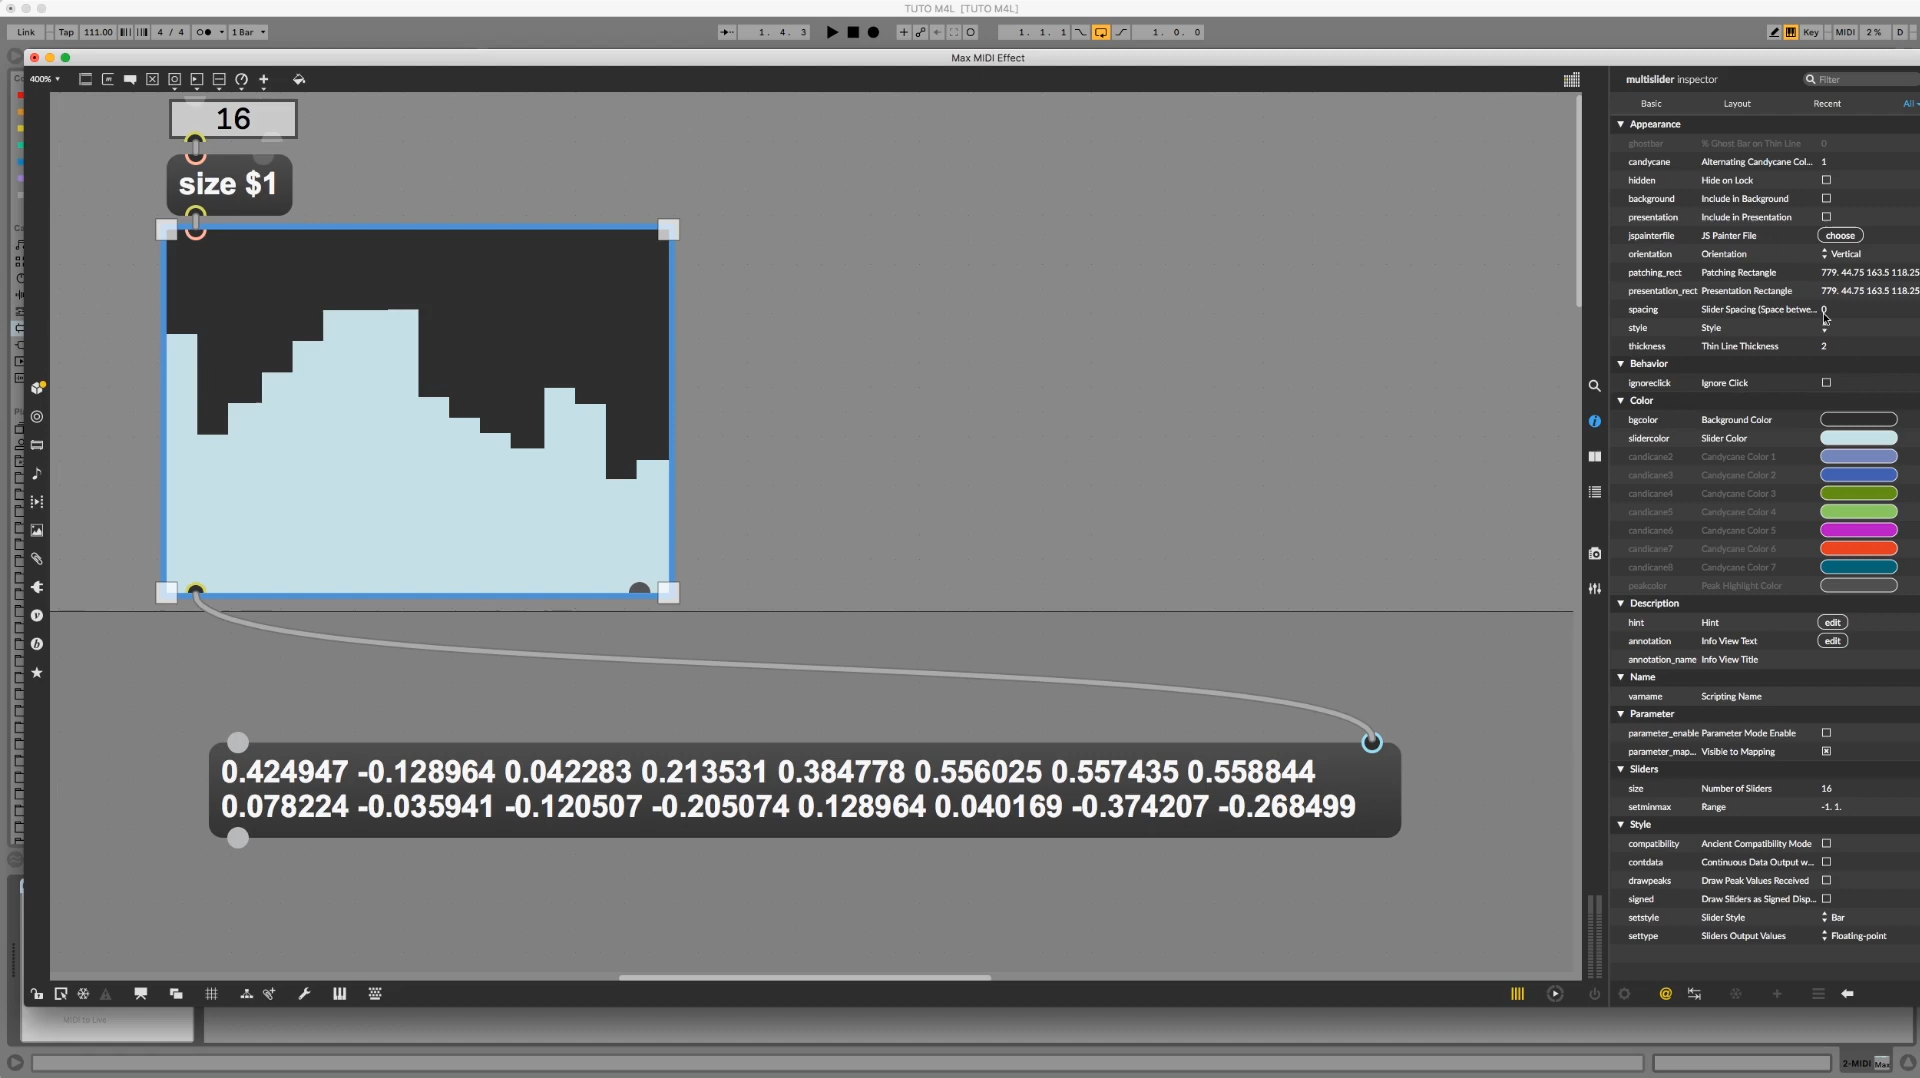 TUTO M4L  [TUTO M4L]
Link
Tap
111.00
4 / 4
1 Bar
1. 4. 3
1. 1. 1
1. 0. 0
Key
MIDI
2 %
D
Max MIDI Effect
400%
16
size $1
0.424947 -0.128964 0.042283 0.213531 0.384778 0.556025 0.557435 0.558844
0.078224 -0.035941 -0.120507 -0.205074 0.128964 0.040169 -0.374207 -0.268499
multislider inspector
Filter
Basic Layout Recent All
Appearance
ghostbar % Ghost Bar on Thin Line 0
candycane Alternating Candycane Col... 1
hidden Hide on Lock
background Include in Background
presentation Include in Presentation
jspainterfile JS Painter File choose
orientation Orientation Vertical
patching_rect Patching Rectangle 779. 44.75 163.5 118.25
presentation_rect Presentation Rectangle 779. 44.75 163.5 118.25
spacing Slider Spacing (Space betwe... 0
style Style
thickness Thin Line Thickness 2
Behavior
ignoreclick Ignore Click
Color
bgcolor Background Color
slidercolor Slider Color
candicane2 Candycane Color 1
candicane3 Candycane Color 2
candicane4 Candycane Color 3
candicane5 Candycane Color 4
candicane6 Candycane Color 5
candicane7 Candycane Color 6
candicane8 Candycane Color 7
peakcolor Peak Highlight Color
Description
hint Hint edit
annotation Info View Text edit
annotation_name Info View Title
Name
varname Scripting Name
Parameter
parameter_enable Parameter Mode Enable
parameter_map... Visible to Mapping
Sliders
size Number of Sliders 16
setminmax Range -1. 1.
Style
compatibility Ancient Compatibility Mode
contdata Continuous Data Output w...
drawpeaks Draw Peak Values Received
signed Draw Sliders as Signed Disp...
setstyle Slider Style Bar
settype Sliders Output Values Floating-point
MIDI to Live
2-MIDI
Max